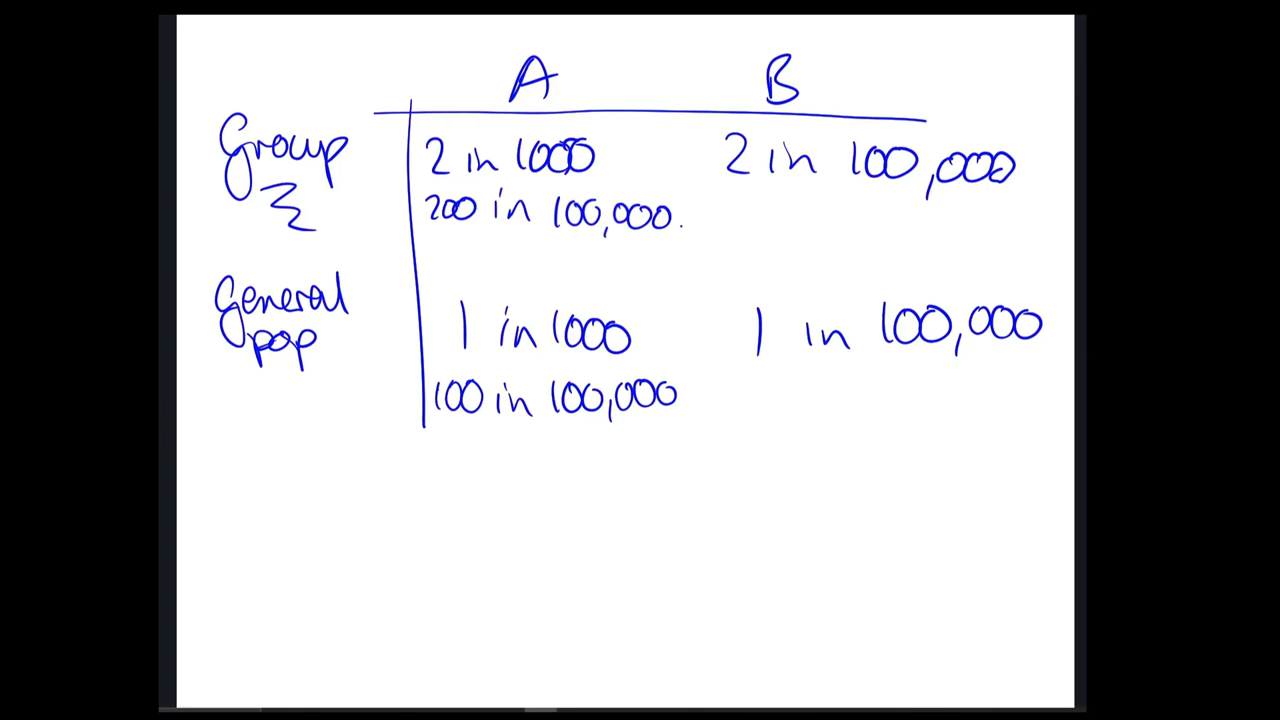 A B
Group 2 in 1000 2 in 100,000
Z 200 in 100,000.
General
pop 1 in 1000 1 in 100,000
100 in 100,000